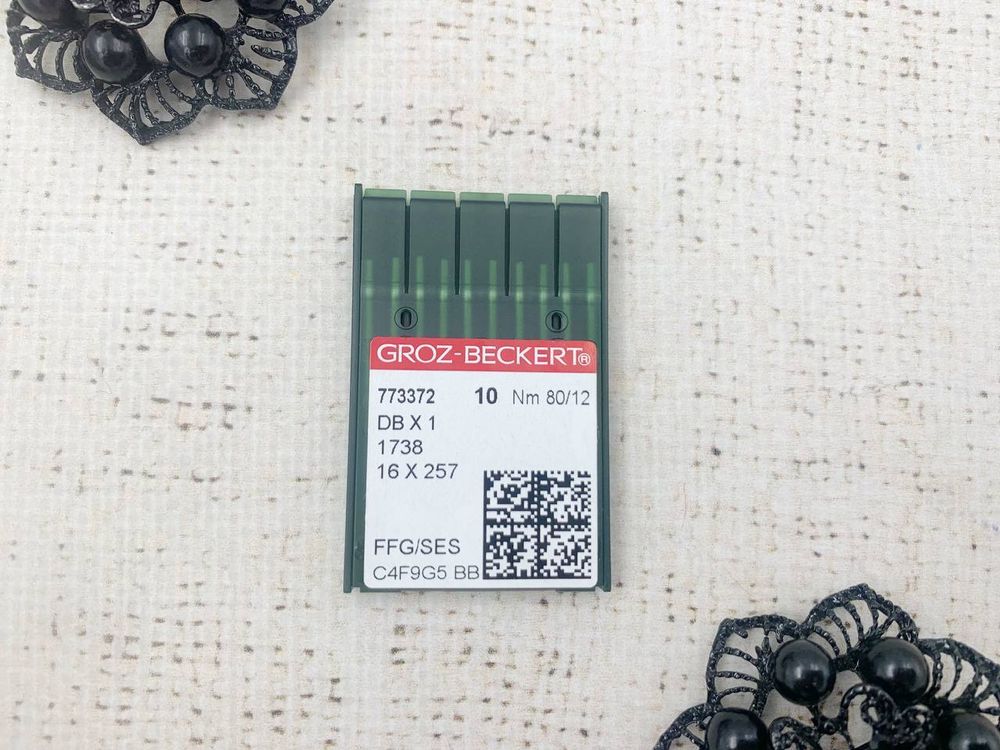 GROZ-BECKERT®
773372 10 Nm 80/12
DB X 1
1738
16 X 257
FFG/SES
C4F9G5 BB